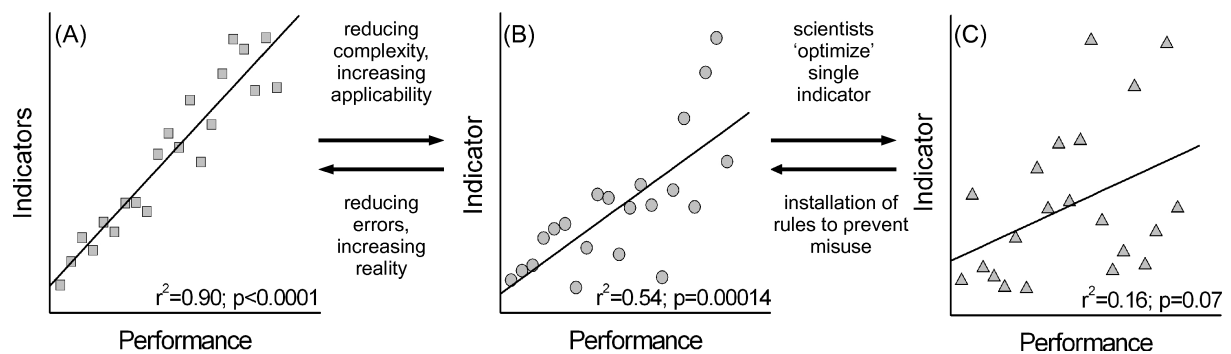 (A)
Indicators
r²=0.90; p<0.0001
Performance
reducing
complexity,
increasing
applicability
reducing
errors,
increasing
reality
(B)
Indicator
r²=0.54; p=0.00014
Performance
scientists
‘optimize’
single
indicator
installation of
rules to prevent
misuse
(C)
Indicator
r²=0.16; p=0.07
Performance